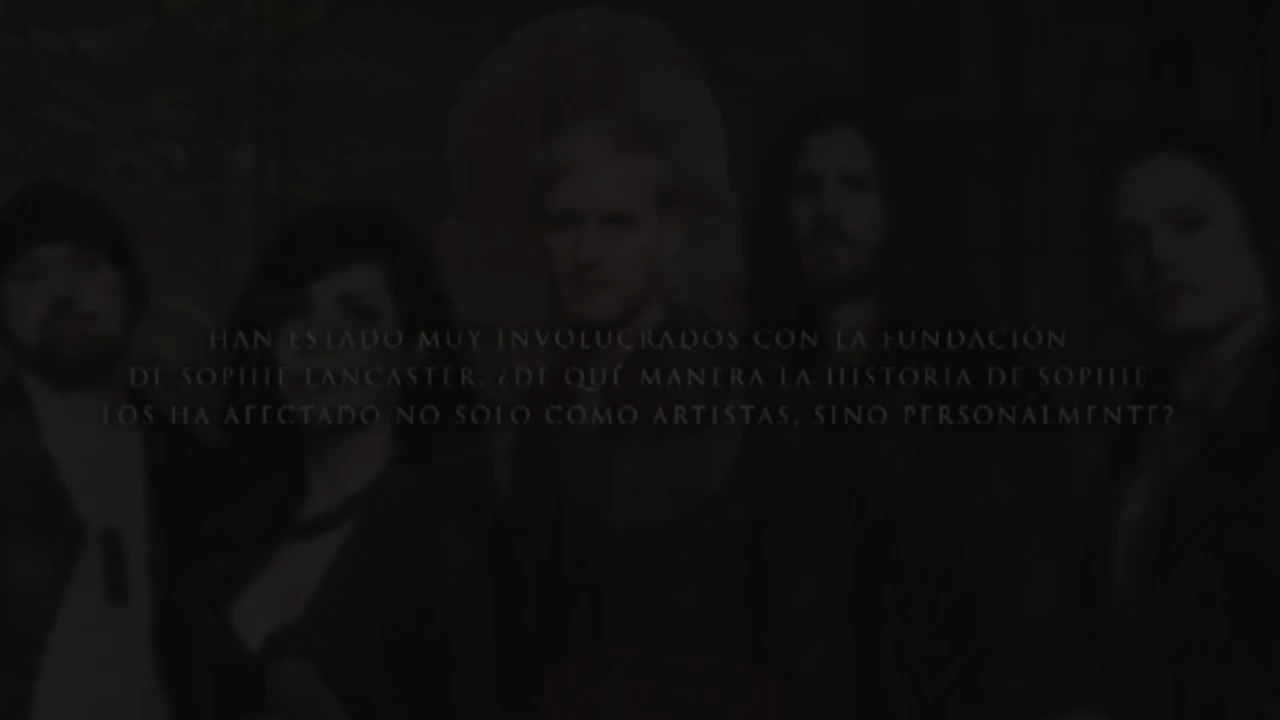 HAN ESTADO MUY INVOLUCRADOS CON LA FUNDACIÓN
DE SOPHIE LANCASTER. ¿DE QUÉ MANERA LA HISTORIA DE SOPHIE
LOS HA AFECTADO NO SÓLO COMO ARTISTAS, SINO PERSONALMENTE?